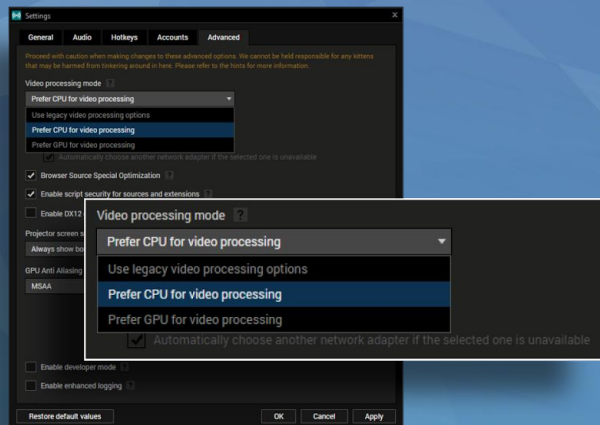 Settings
General Audio Hotkeys Accounts Advanced
Proceed with caution when making changes to these advanced options. We cannot be held responsible for any kittens
that may be harmed from tinkering around in here. Please refer to the hints for more information.
Video processing mode ?
Prefer CPU for video processing
Use legacy video processing options
Prefer CPU for video processing
Prefer GPU for video processing
Automatically choose another network adapter if the selected one is unavailable
Browser Source Special Optimization ?
Enable script security for sources and extensions ?
Enable DX12
Projector screen
Always show
GPU Anti Aliasing
MSAA
Video processing mode ?
Prefer CPU for video processing
Use legacy video processing options
Prefer CPU for video processing
Prefer GPU for video processing
Automatically choose another network adapter if the selected one is unavailable
Enable developer mode ?
Enable enhanced logging ?
Restore default values OK Cancel Apply